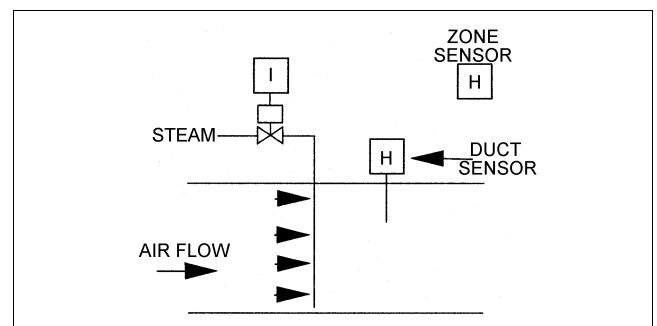 ZONE
SENSOR
H
I
STEAM
H
DUCT
SENSOR
AIR FLOW